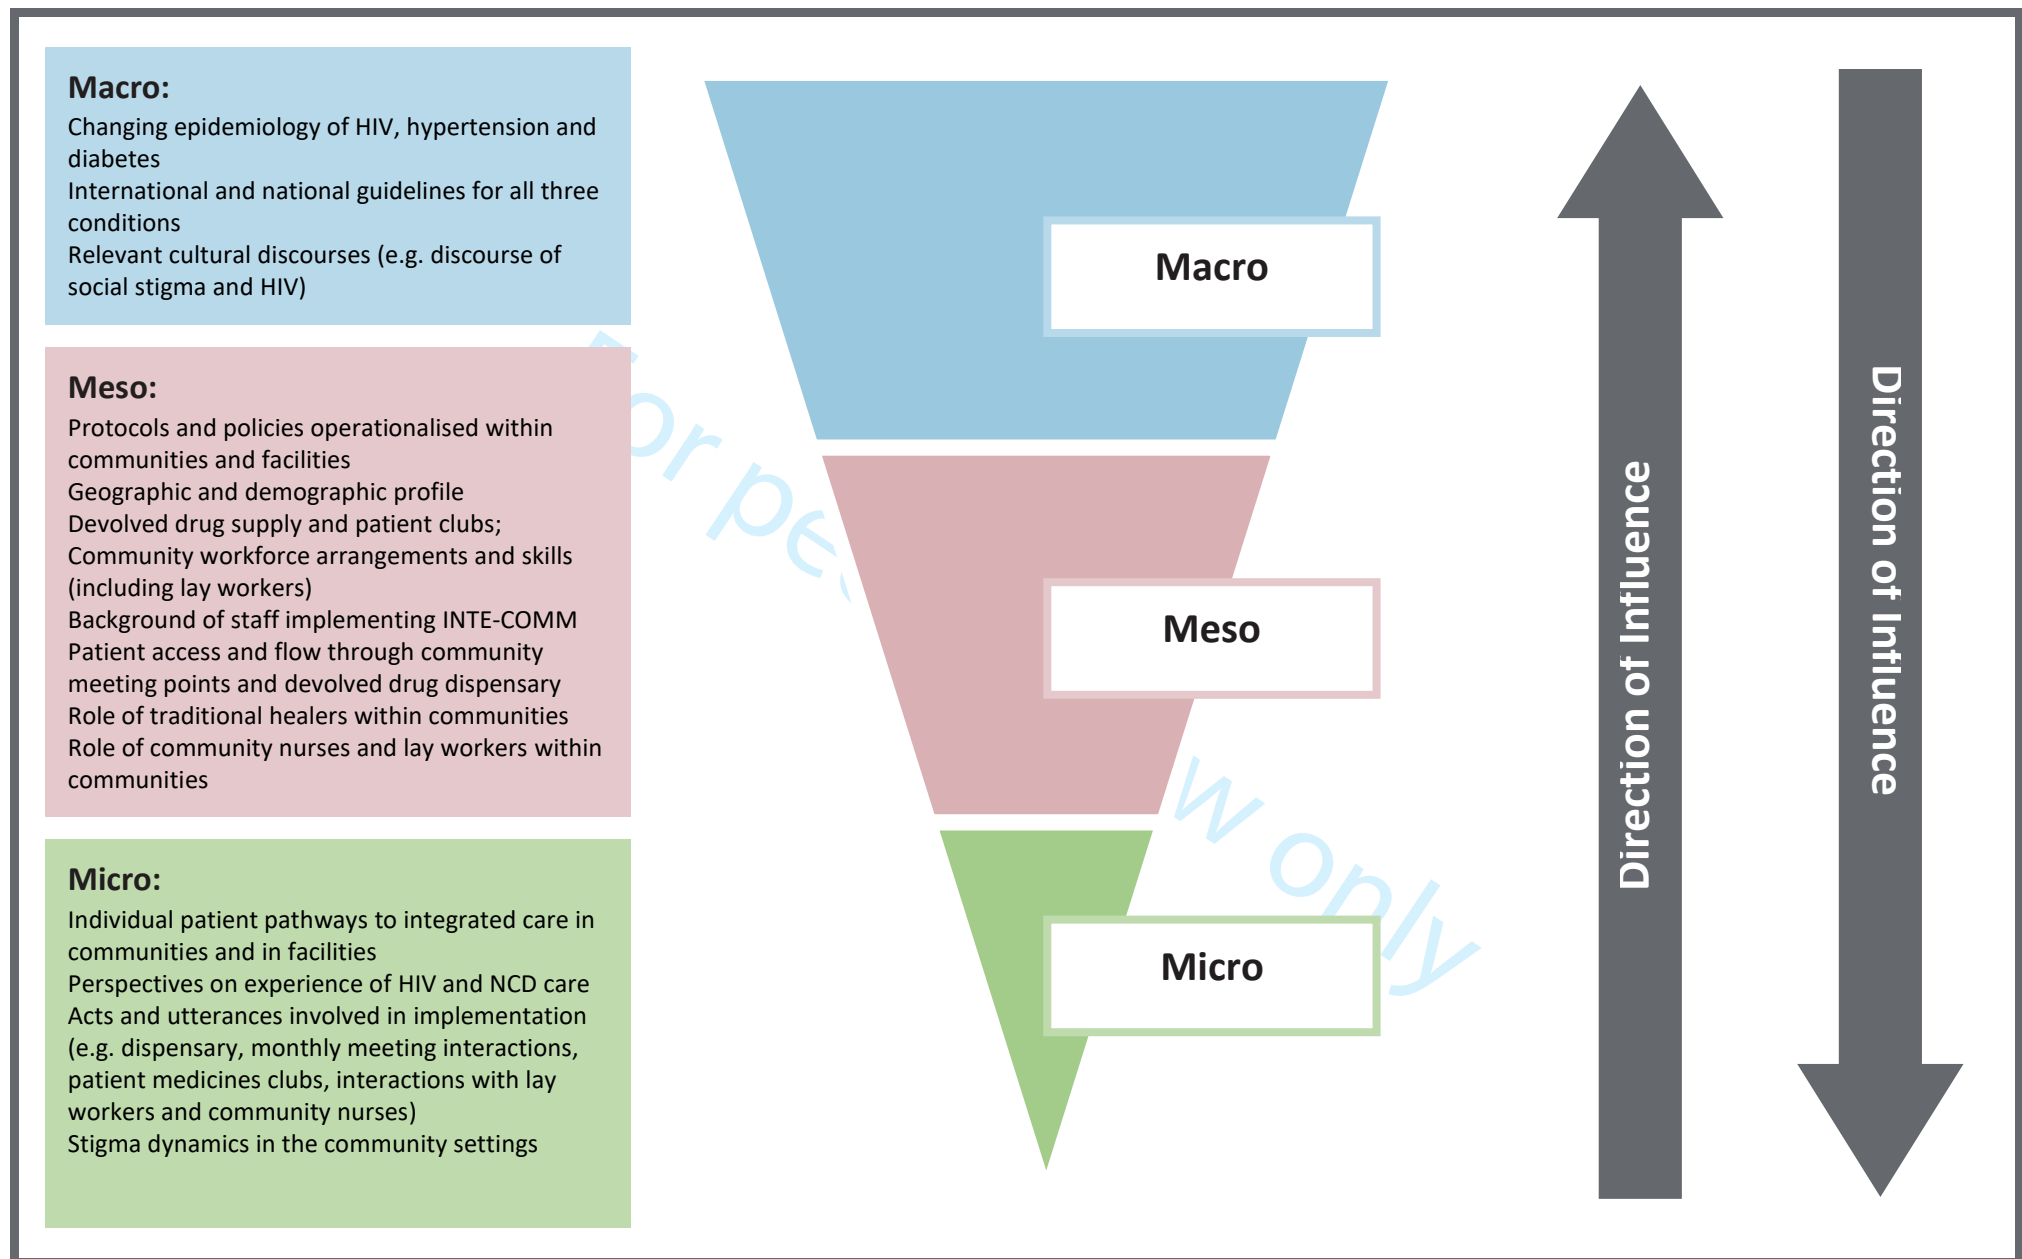 Macro:
Changing epidemiology of HIV, hypertension and
diabetes
International and national guidelines for all three
conditions
Relevant cultural discourses (e.g. discourse of
social stigma and HIV)
Meso:
Protocols and policies operationalised within
communities and facilities
Geographic and demographic profile
Devolved drug supply and patient clubs;
Community workforce arrangements and skills
(including lay workers)
Background of staff implementing INTE-COMM
Patient access and flow through community
meeting points and devolved drug dispensary
Role of traditional healers within communities
Role of community nurses and lay workers within
communities
Micro:
Individual patient pathways to integrated care in
communities and in facilities
Perspectives on experience of HIV and NCD care
Acts and utterances involved in implementation
(e.g. dispensary, monthly meeting interactions,
patient medicines clubs, interactions with lay
workers and community nurses)
Stigma dynamics in the community settings
Macro
Meso
Micro
Direction of Influence
Direction of Influence
For
only